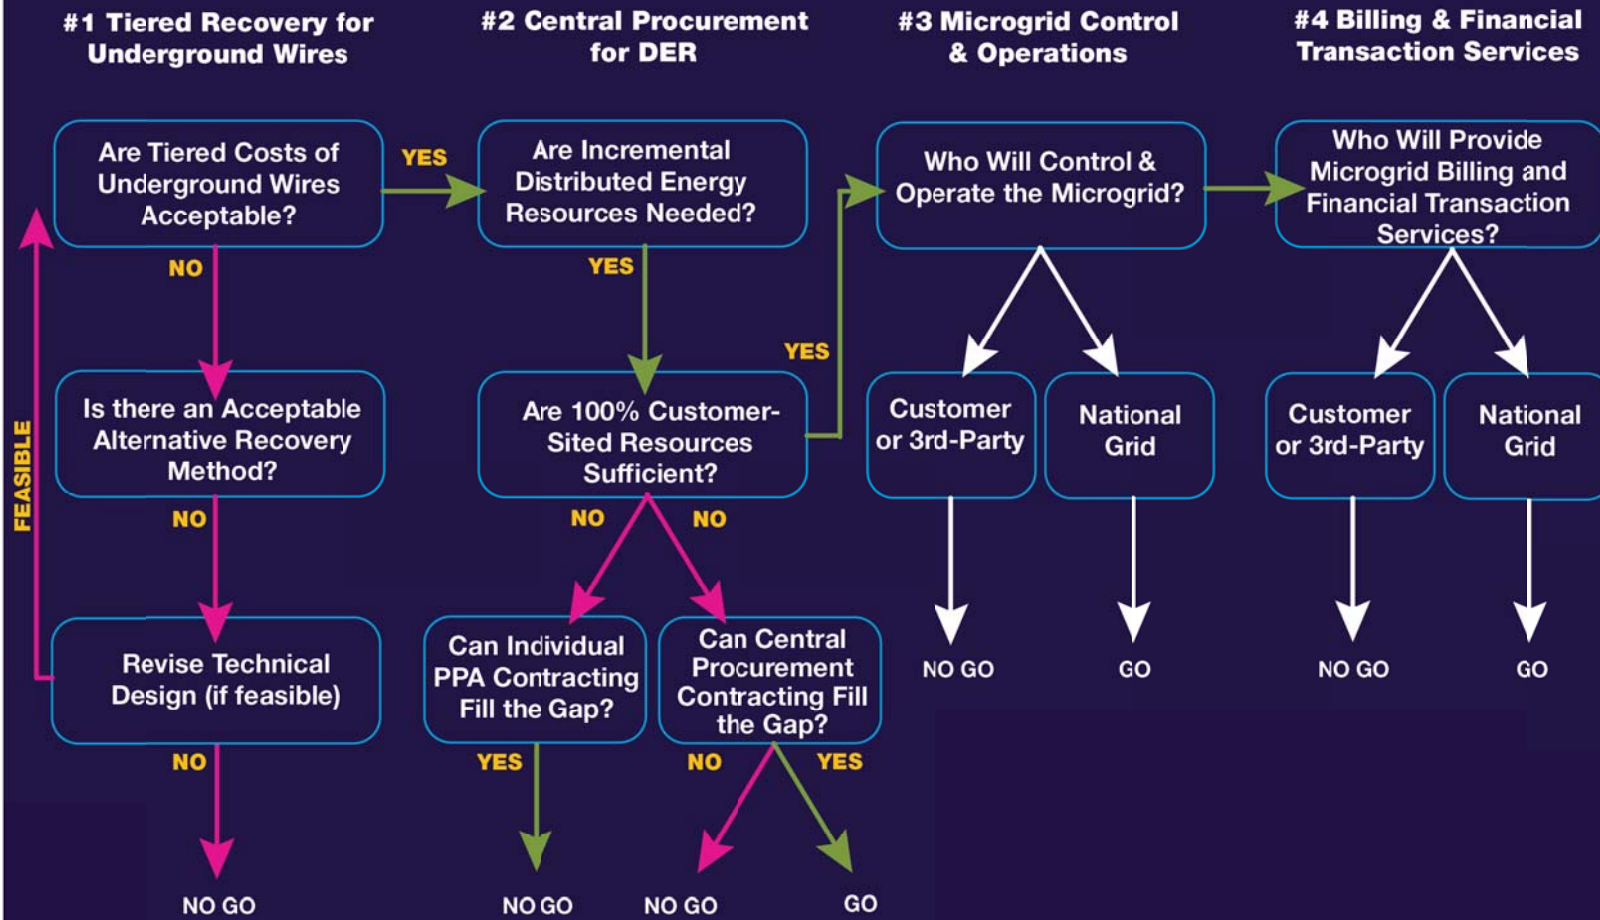 #1 Tiered Recovery for
Underground Wires
#2 Central Procurement
for DER
#3 Microgrid Control
& Operations
#4 Billing & Financial
Transaction Services
Are Tiered Costs of
Underground Wires
Acceptable?
YES
Are Incremental
Distributed Energy
Resources Needed?
Who Will Control &
Operate the Microgrid?
Who Will Provide
Microgrid Billing and
Financial Transaction
Services?
NO
YES
YES
FEASIBLE
Is there an Acceptable
Alternative Recovery
Method?
Are 100% Customer-
Sited Resources
Sufficient?
Customer
or 3rd-Party
National
Grid
Customer
or 3rd-Party
National
Grid
NO
NO
NO
Revise Technical
Design (if feasible)
Can Individual
PPA Contracting
Fill the Gap?
Can Central
Procurement
Contracting Fill
the Gap?
NO GO
GO
NO GO
GO
NO
YES
NO
YES
NO GO
NO GO
NO GO
GO